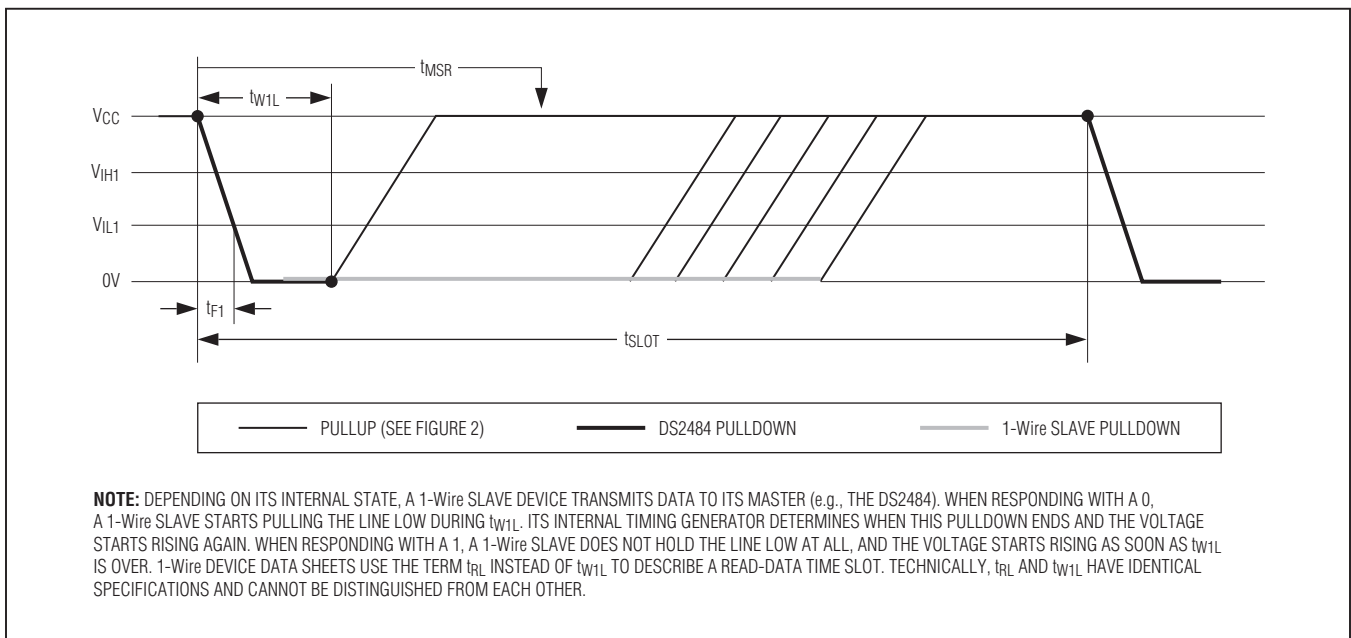 tMSR
tW1L
VCC
VIH1
VIL1
0V
tF1
tSLOT
PULLUP (SEE FIGURE 2) DS2484 PULLDOWN 1-Wire SLAVE PULLDOWN
NOTE: DEPENDING ON ITS INTERNAL STATE, A 1-Wire SLAVE DEVICE TRANSMITS DATA TO ITS MASTER (e.g., THE DS2484). WHEN RESPONDING WITH A 0,
A 1-Wire SLAVE STARTS PULLING THE LINE LOW DURING tW1L. ITS INTERNAL TIMING GENERATOR DETERMINES WHEN THIS PULLDOWN ENDS AND THE VOLTAGE
STARTS RISING AGAIN. WHEN RESPONDING WITH A 1, A 1-Wire SLAVE DOES NOT HOLD THE LINE LOW AT ALL, AND THE VOLTAGE STARTS RISING AS SOON AS tW1L
IS OVER. 1-Wire DEVICE DATA SHEETS USE THE TERM tRL INSTEAD OF tW1L TO DESCRIBE A READ-DATA TIME SLOT. TECHNICALLY, tRL AND tW1L HAVE IDENTICAL
SPECIFICATIONS AND CANNOT BE DISTINGUISHED FROM EACH OTHER.